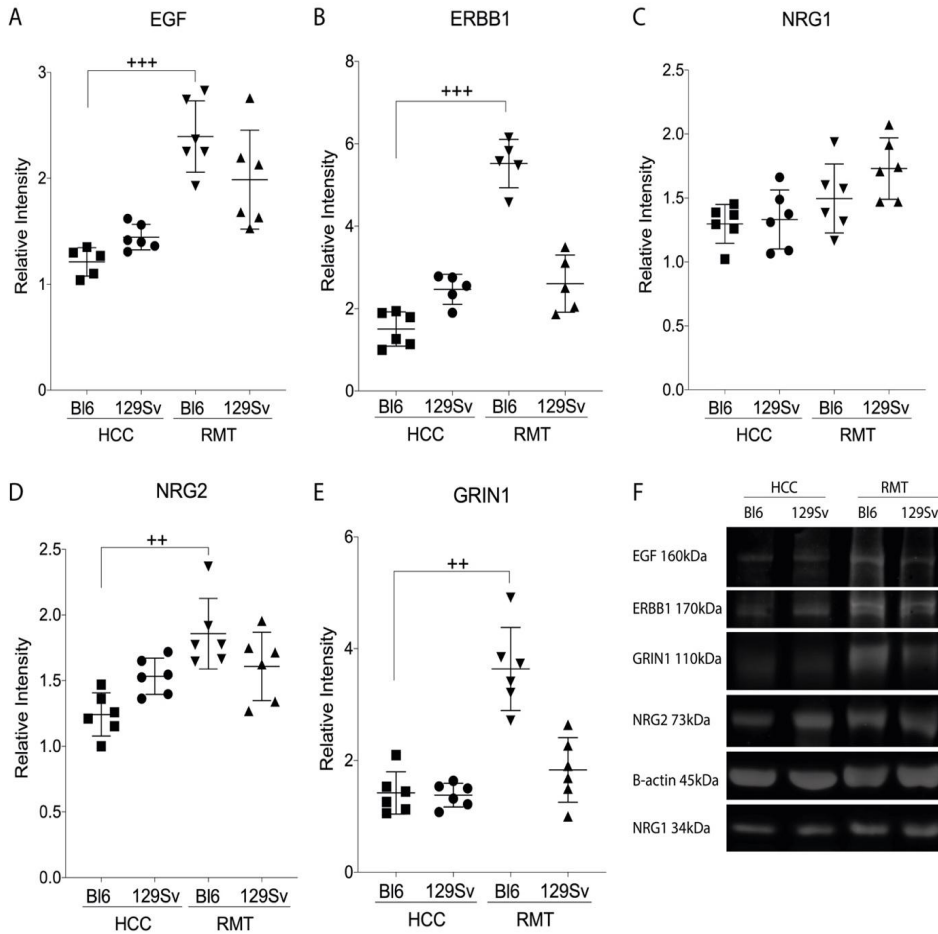 A
EGF
+++
Relative Intensity
3
2
1
0
Bl6 129Sv Bl6 129Sv
HCC RMT
B
ERBB1
+++
Relative Intensity
8
6
4
2
0
Bl6 129Sv Bl6 129Sv
HCC RMT
C
NRG1
Relative Intensity
2.5
2.0
1.5
1.0
0.0
Bl6 129Sv Bl6 129Sv
HCC RMT
D
NRG2
++
Relative Intensity
2.5
2.0
1.5
1.0
0.0
Bl6 129Sv Bl6 129Sv
HCC RMT
E
GRIN1
++
Relative Intensity
6
4
2
0
Bl6 129Sv Bl6 129Sv
HCC RMT
F
HCC RMT
Bl6 129Sv Bl6 129Sv
EGF 160kDa
ERBB1 170kDa
GRIN1 110kDa
NRG2 73kDa
B-actin 45kDa
NRG1 34kDa